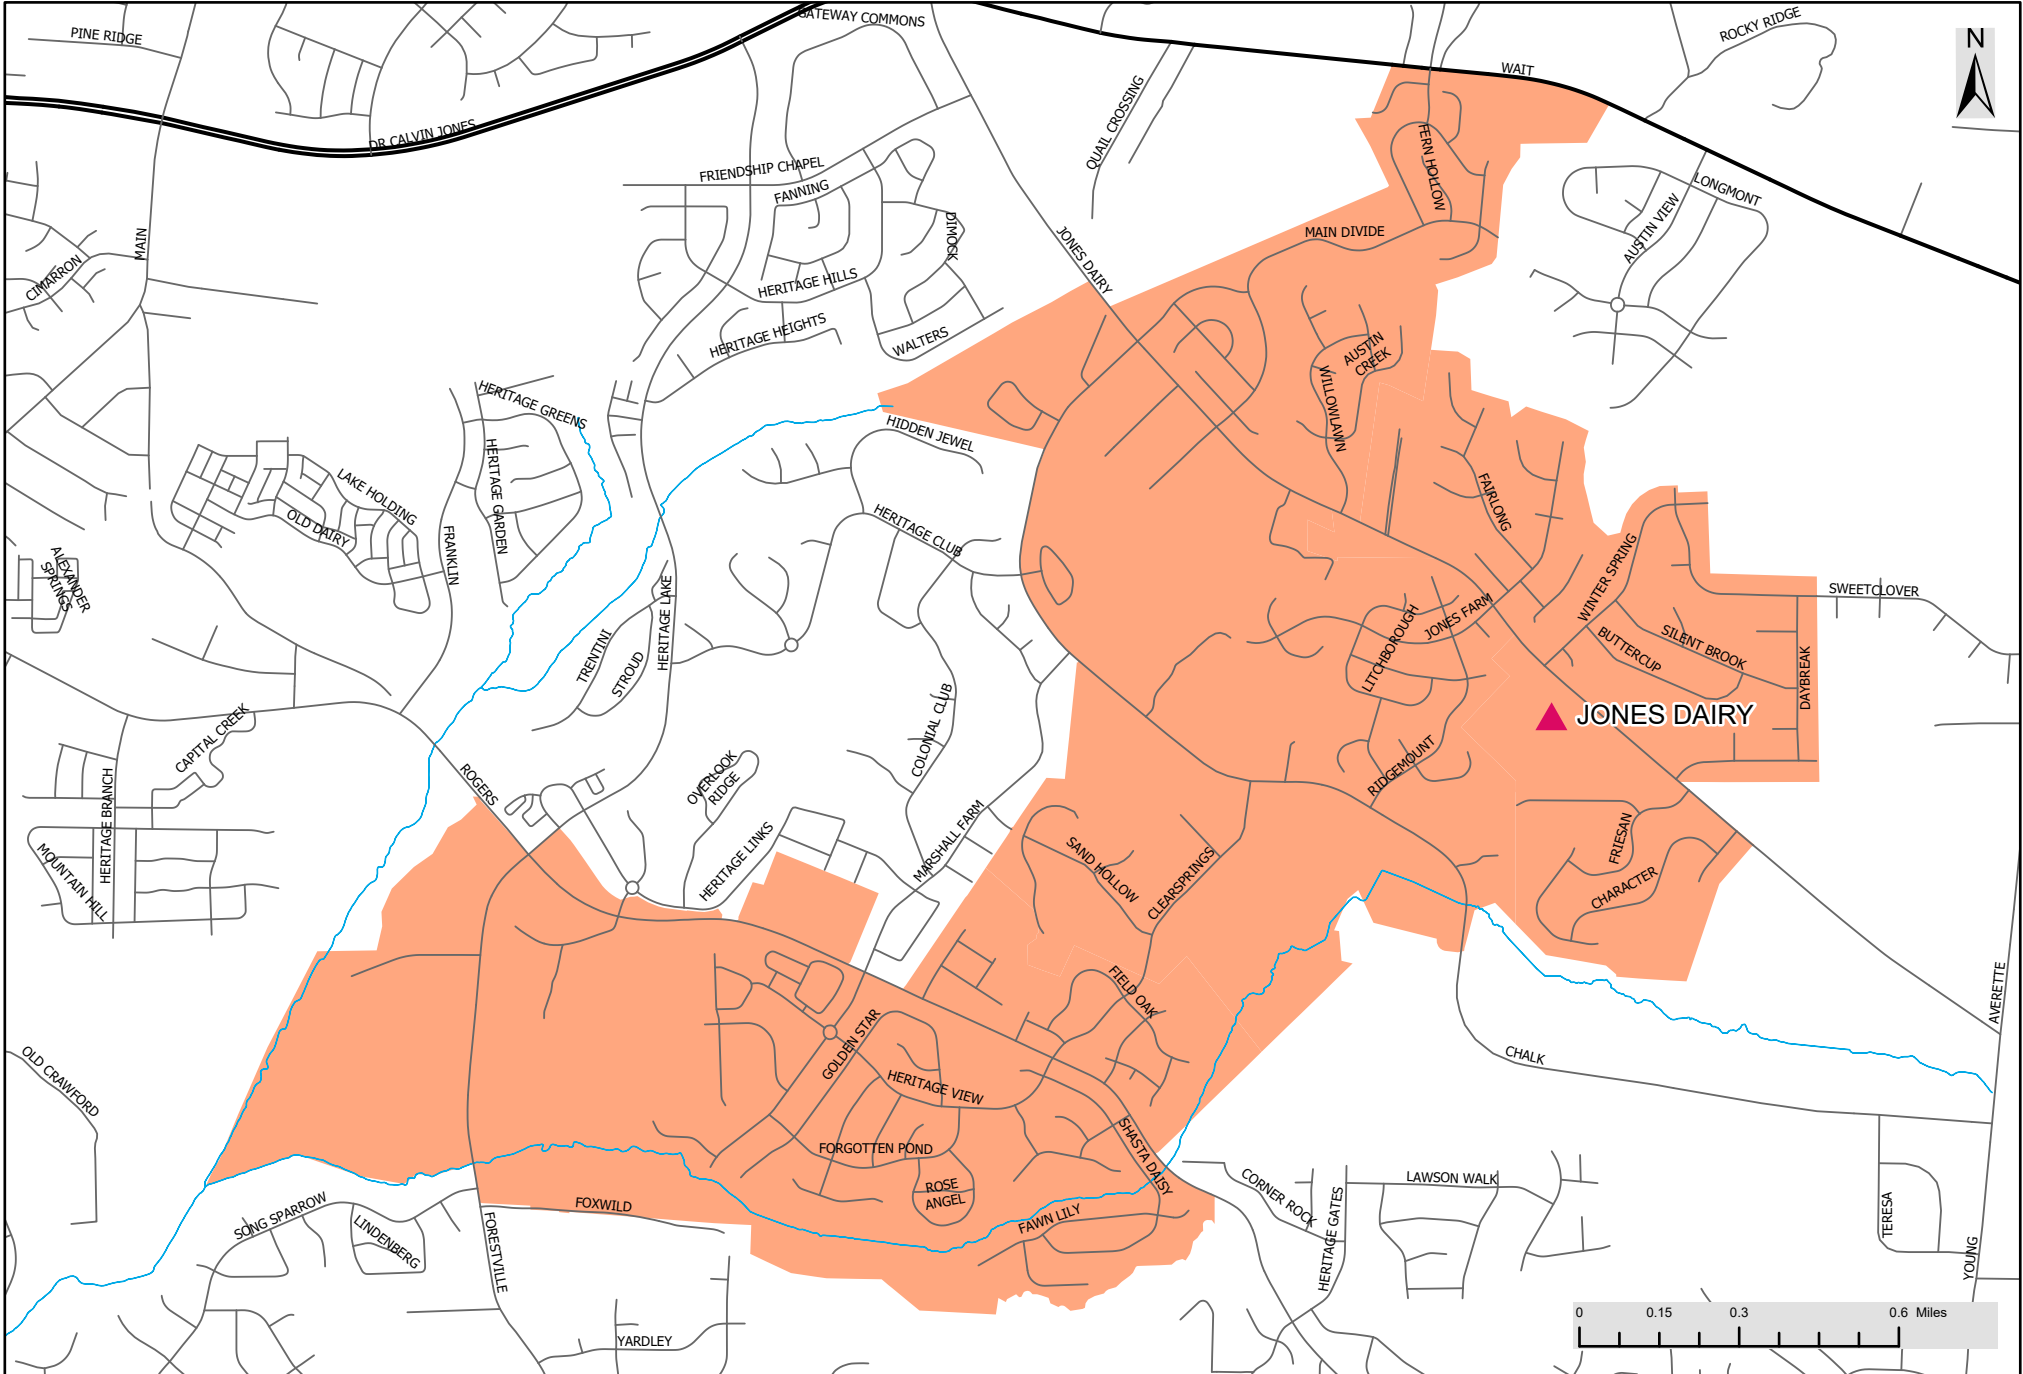 GATEWAY COMMONS
PINE RIDGE
ROCKY RIDGE
N
WAIT
DR CALVIN JONES
QUAIL CROSSING
FRIENDSHIP CHAPEL
FANNING
FERN HOLLOW
LONGMONT
AUSTIN VIEW
MAIN
DIMOCK
JONES DAIRY
MAIN DIVIDE
CIMARRON
HERITAGE HILLS
HERITAGE HEIGHTS
WALTERS
AUSTIN
CREEK
WILLOWLAWN
HERITAGE GREENS
HIDDEN JEWEL
HERITAGE GARDEN
LAKE HOLDING
OLD DAIRY
FRANKLIN
HERITAGE CLUB
FAIRLONG
ALEXANDER
SPRINGS
WINTER SPRING
SWEETCLOVER
HERITAGE LAKE
TRENTINI
STROUD
LITCHBOROUGH
JONES FARM
BUTTERCUP
SILENT BROOK
DAYBREAK
COLONIAL CLUB
JONES DAIRY
CAPITAL CREEK
ROGERS
OVERLOOK
RIDGE
RIDGEMOUNT
HERITAGE BRANCH
MOUNTAIN HILL
HERITAGE LINKS
MARSHALL FARM
SAND HOLLOW
CLEARSPRINGS
FRIESAN
CHARACTER
FIELD OAK
AVERETTE
GOLDEN STAR
CHALK
OLD CRAWFORD
HERITAGE VIEW
FORGOTTEN POND
SHASTA DAISY
ROSE
ANGEL
FAWN LILY
CORNER ROCK
HERITAGE GATES
LAWSON WALK
TERESA
YOUNG
SONG SPARROW
LINDENBERG
FOXWILD
FORESTVILLE
YARDLEY
0 0.15 0.3 0.6 Miles